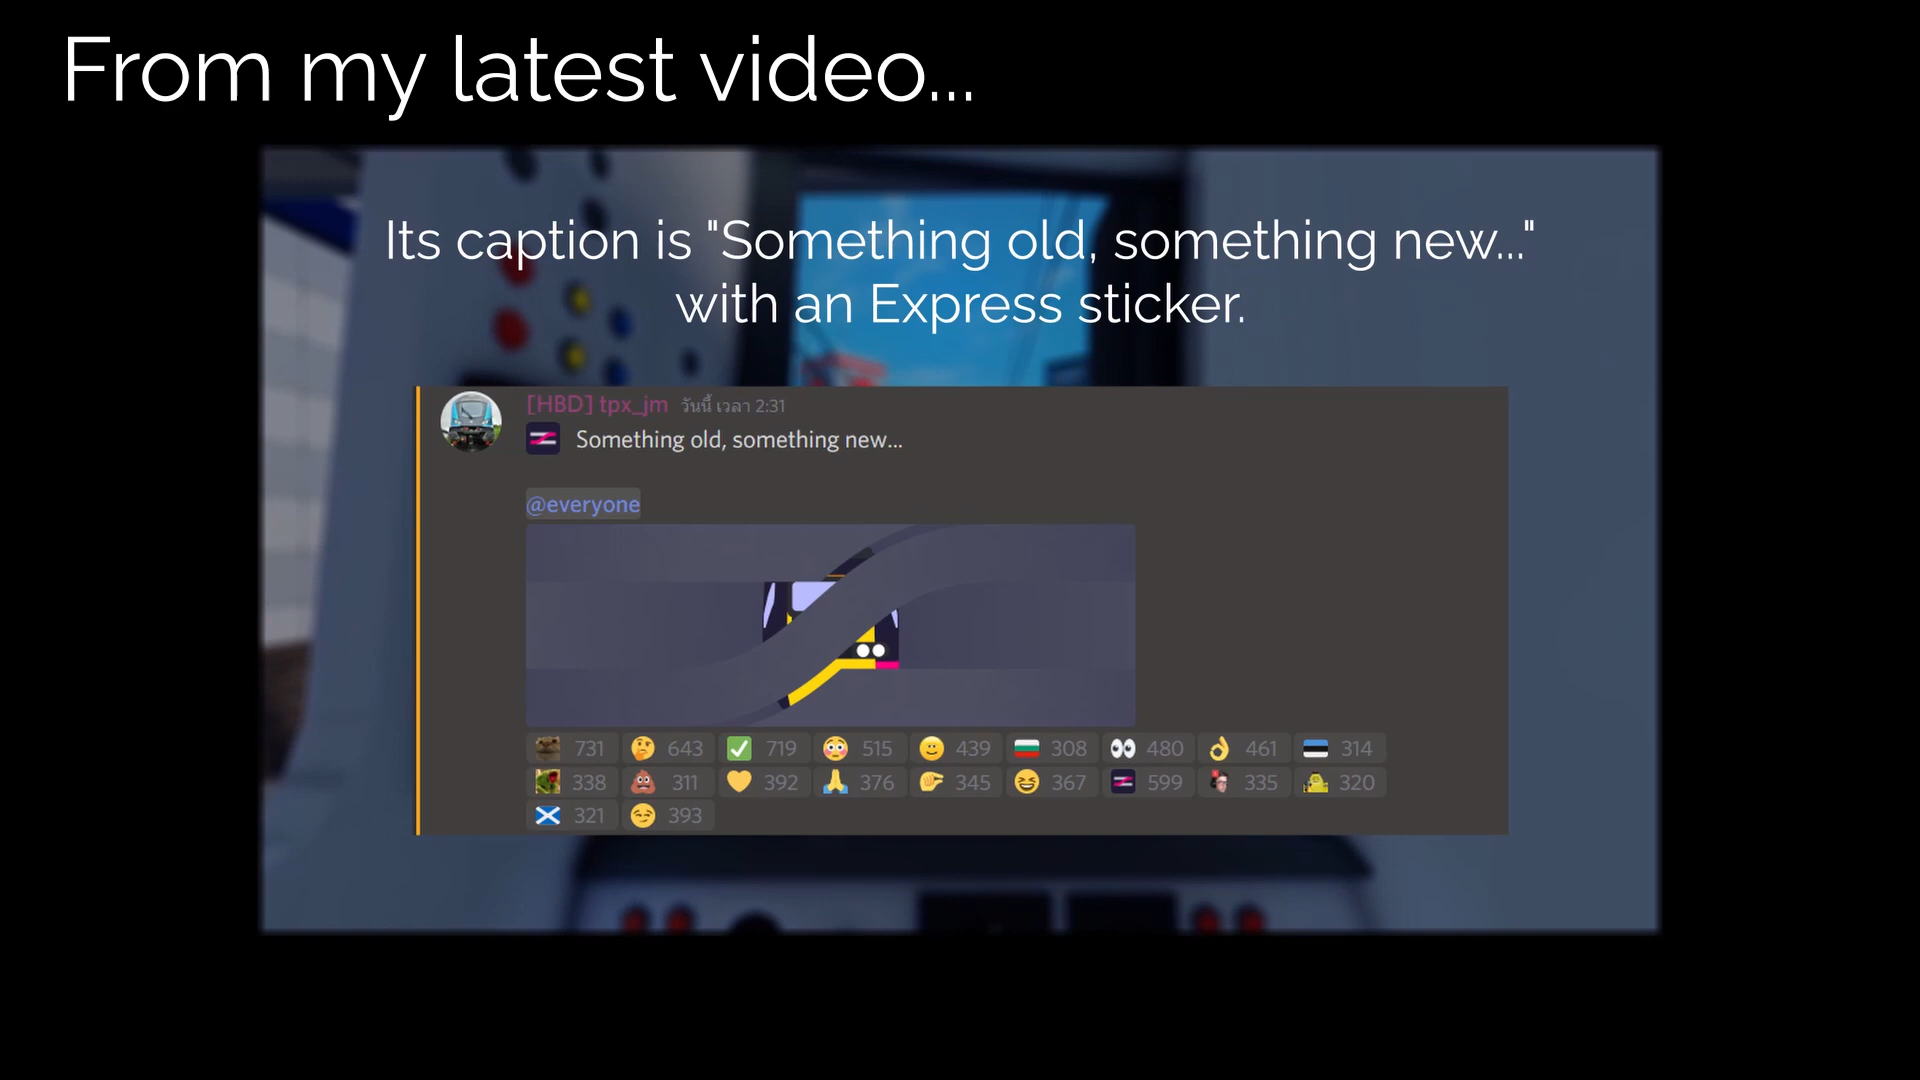 From my latest video...
Its caption is "Something old, something new..."
with an Express sticker.
[HBD] tpx_jm วันนี้ เวลา 2:31
Something old, something new...
@everyone
731 643 719 515 439 308 480 461 314
338 311 392 376 345 367 599 335 320
321 393